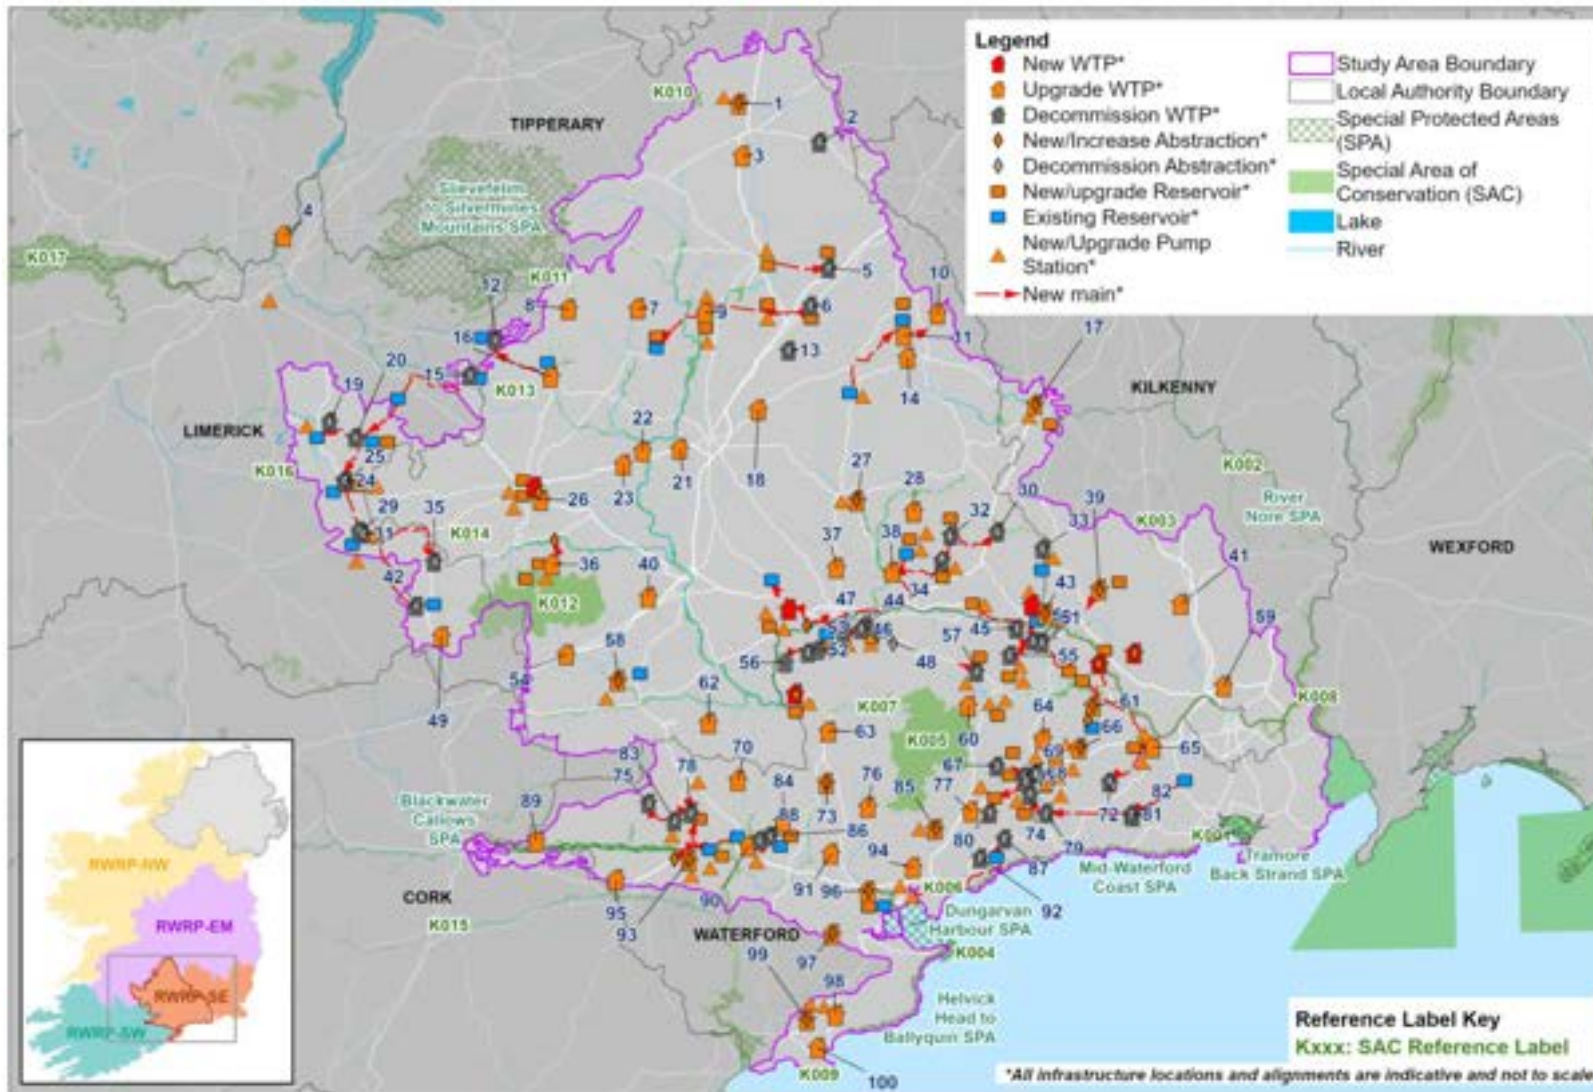 Legend
New WTP*
Upgrade WTP*
Decommission WTP*
New/Increase Abstraction*
Decommission Abstraction*
New/upgrade Reservoir*
Existing Reservoir*
New/Upgrade Pump
Station*
New main*
Study Area Boundary
Local Authority Boundary
Special Protected Areas
(SPA)
Special Area of
Conservation (SAC)
Lake
River
K010
1
2
TIPPERARY
3
Slievefelim
to Silvermines
Mountains SPA
4
K017
K011
5
12
8
7
9
6
10
11
17
16
13
20
15
K013
14
KILKENNY
19
LIMERICK
22
18
K016
25
24
23
21
27
28
K002
26
30
39
River
Nore SPA
29
35
32
31
K014
37
38
33
K003
41
WEXFORD
42
36
40
34
K012
47
44
43
59
58
46
45
51
57
56
52
48
55
54
49
62
K007
61
K008
63
60
64
66
K005
65
83
70
69
75
78
84
76
85
77
67
68
73
82
Blackwater
Callows
SPA
89
88
86
80
74
72
81
79
K001
94
87
Mid-Waterford
Coast SPA
Tramore
Back Strand SPA
91
96
K006
92
CORK
95
90
Dungarvan
Harbour SPA
K015
93
WATERFORD
K004
99
97
98
Helvick
Head to
Ballyquin SPA
K009
100
RWRP-NW
RWRP-EM
RWRP-SE
RWRP-SW
Reference Label Key
Kxxx: SAC Reference Label
*All infrastructure locations and alignments are indicative and not to scale